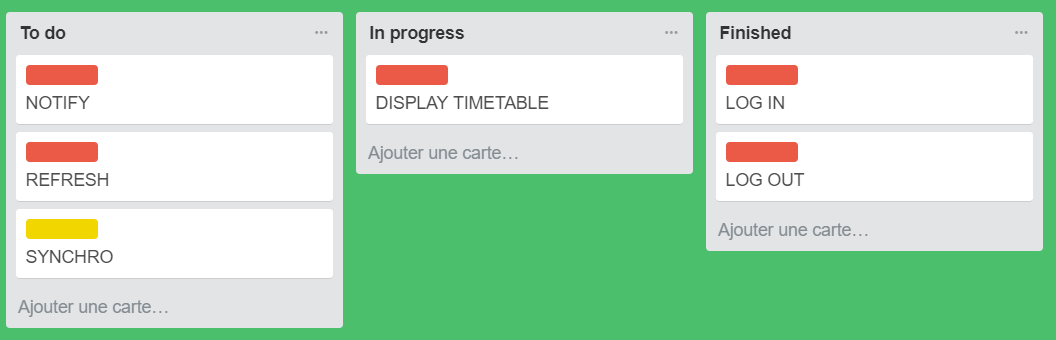 To do
NOTIFY
REFRESH
SYNCHRO
Ajouter une carte…
In progress
DISPLAY TIMETABLE
Ajouter une carte…
Finished
LOG IN
LOG OUT
Ajouter une carte…